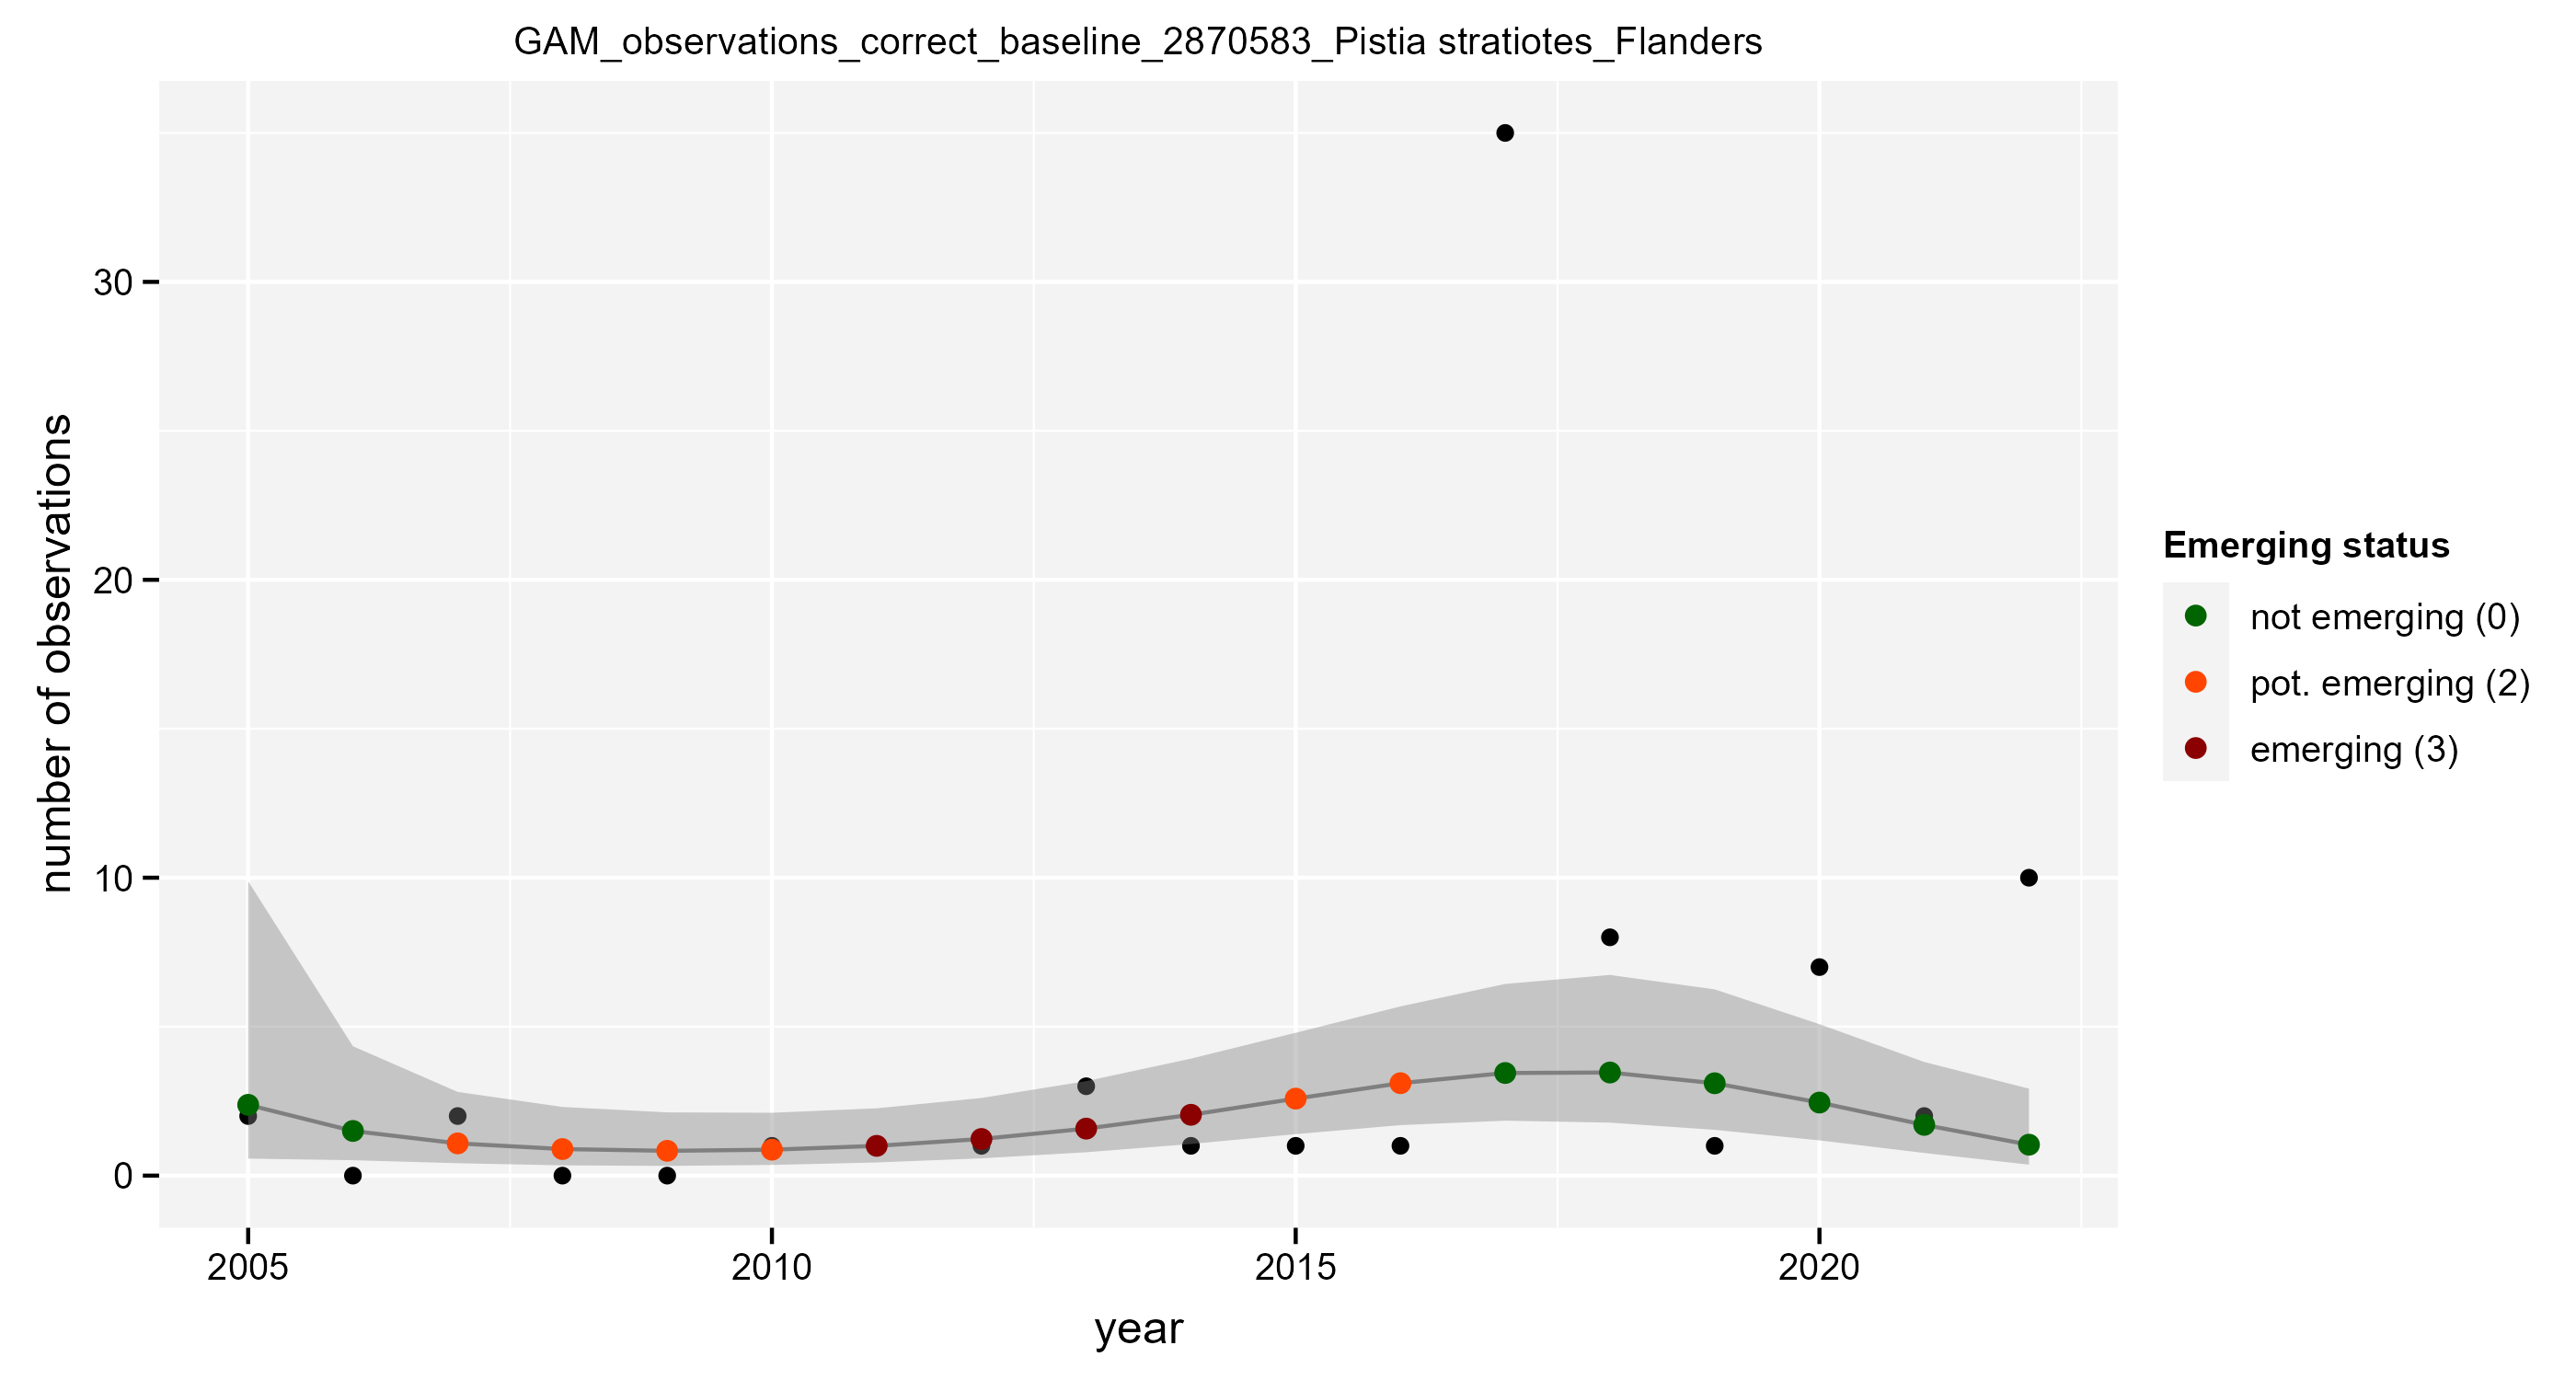 GAM_observations_correct_baseline_2870583_Pistia stratiotes_Flanders
number of observations
30
20
10
0
2005
2010
2015
2020
year
Emerging status
not emerging (0)
pot. emerging (2)
emerging (3)